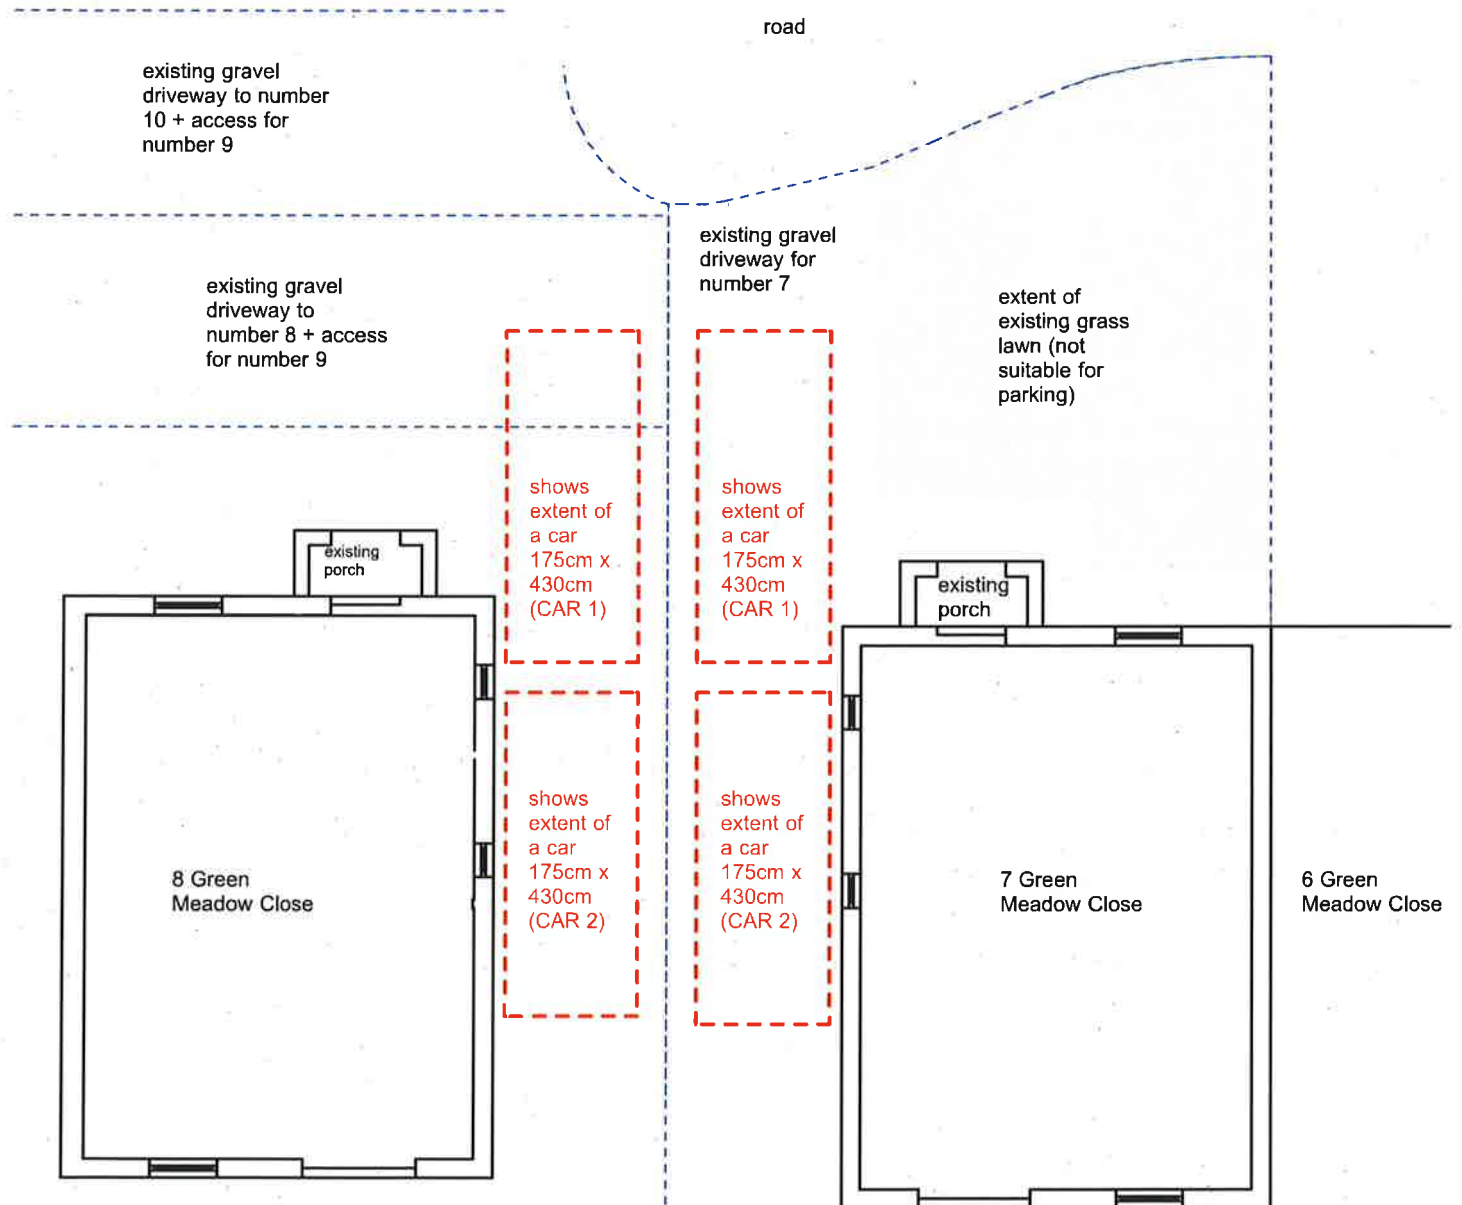 road
existing gravel
driveway to number
10 + access for
number 9
existing gravel
driveway for
number 7
existing gravel
driveway to
number 8 + access
for number 9
extent of
existing grass
lawn (not
suitable for
parking)
shows
extent of
a car
175cm x
430cm
(CAR 1)
shows
extent of
a car
175cm x
430cm
(CAR 1)
existing
porch
existing
porch
shows
extent of
a car
175cm x
430cm
(CAR 2)
shows
extent of
a car
175cm x
430cm
(CAR 2)
8 Green
Meadow Close
7 Green
Meadow Close
6 Green
Meadow Close